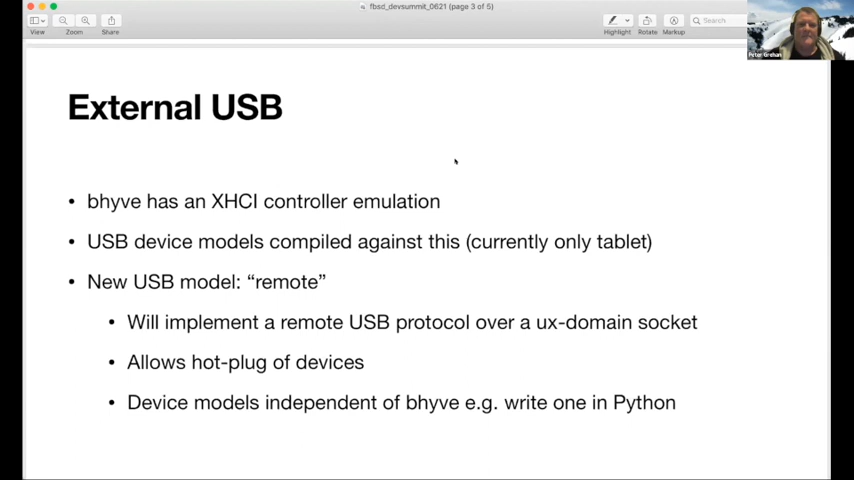 fbsd_devsummit_0621 (page 3 of 5)
View
Zoom
Share
Highlight
Rotate
Markup
Search
Peter Grehan
External USB
• bhyve has an XHCI controller emulation
• USB device models compiled against this (currently only tablet)
• New USB model: “remote”
• Will implement a remote USB protocol over a ux-domain socket
• Allows hot-plug of devices
• Device models independent of bhyve e.g. write one in Python